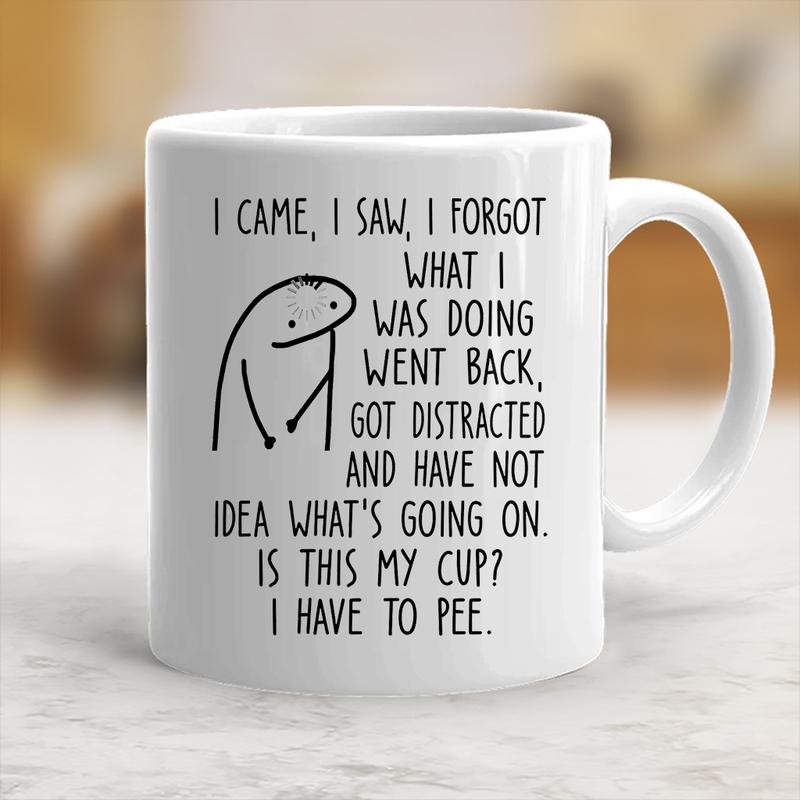 I CAME, I SAW, I FORGOT
WHAT I
WAS DOING
WENT BACK,
GOT DISTRACTED
AND HAVE NOT
IDEA WHAT'S GOING ON.
IS THIS MY CUP?
I HAVE TO PEE.